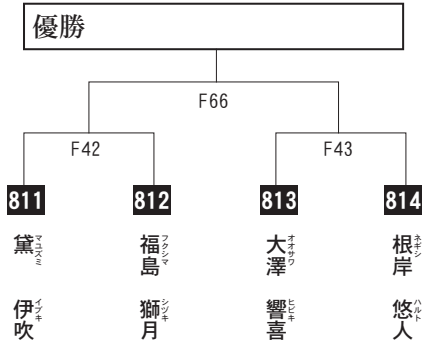 優勝
F66
F42
F43
811
812
813
814
黛 伊吹
マユズミ イブキ
福島 獅月
フクシマ シヅキ
大澤 響喜
オオサワ ヒビキ
根岸 悠人
ネギシ ハルト